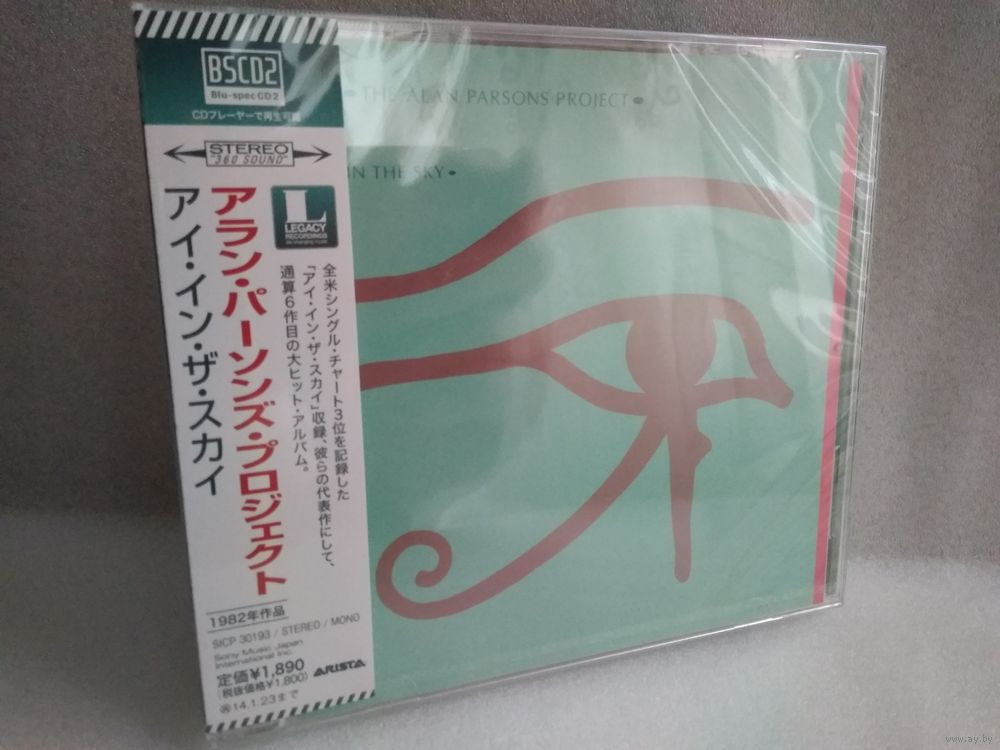 BSCD2
Blu-spec CD2
CDプレーヤーで再生可能
STEREO
"360 SOUND"
L
LEGACY
RECORDINGS
アラン・パーソンズ・プロジェクト
アイ・イン・ザ・スカイ
全米シングル・チャート3位を記録した
「アイ・イン・ザ・スカイ」収録、彼らの代表作にして、
通算6作目の大ヒット・アルバム。
1982年作品
SICP 30193 / STEREO / MONO
Sony Music Japan
International Inc.
定価¥1,890
(税抜価格¥1,800)
ARISTA
14.1.23まで
•THE ALAN PARSONS PROJECT•
IN THE SKY•
www.ay.by